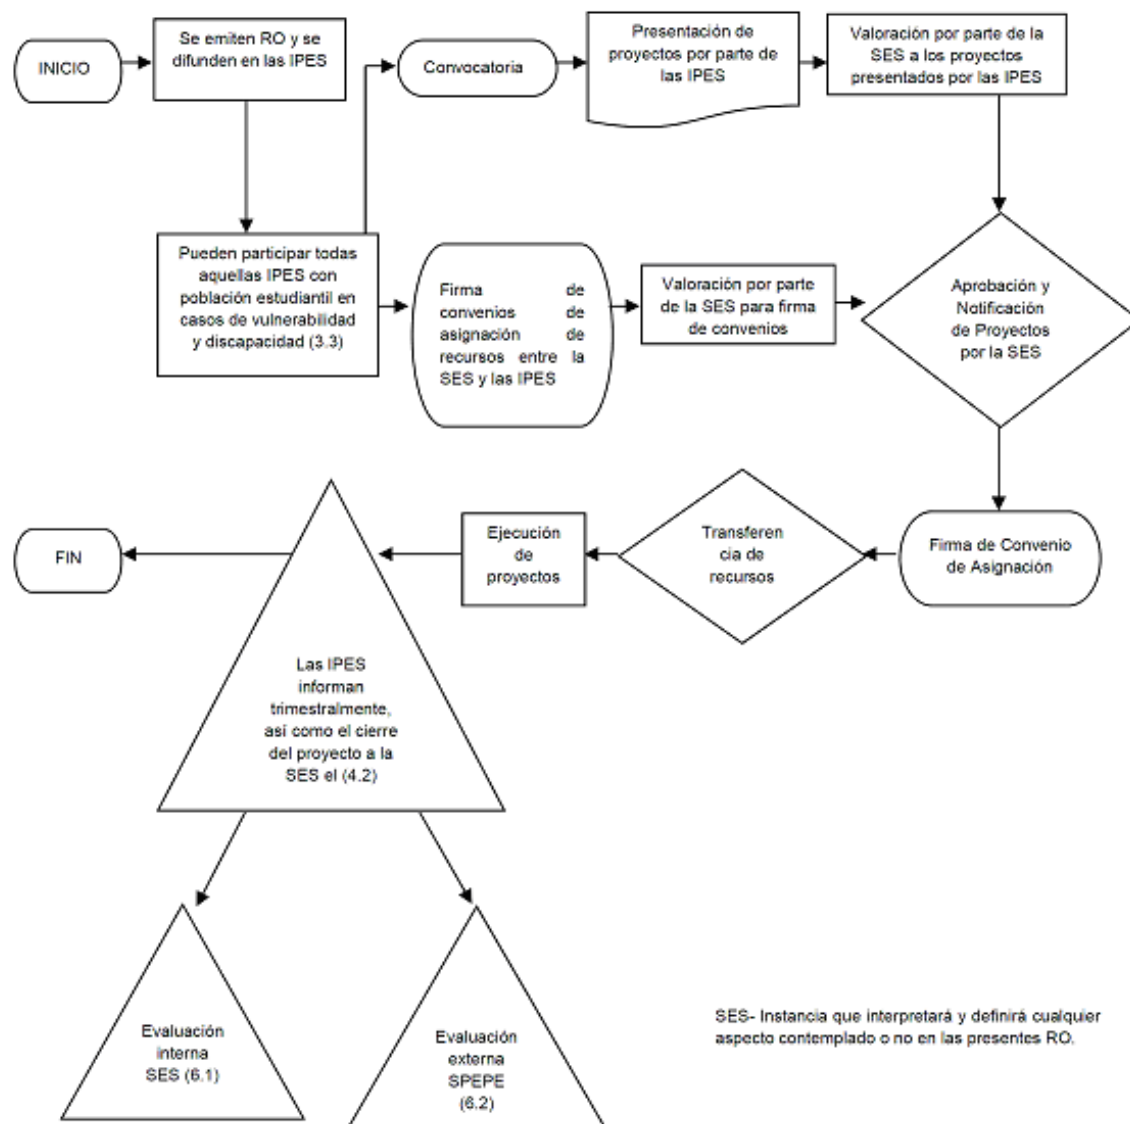 INICIO
Se emiten RO y se
difunden en las IPES
Convocatoria
Presentación de
proyectos por parte de
las IPES
Valoración por parte de la
SES a los proyectos
presentados por las IPES
Pueden participar todas
aquellas IPES con
población estudiantil en
casos de vulnerabilidad
y discapacidad (3.3)
Firma de
convenios de
asignación de
recursos entre la
SES y las IPES
Valoración por parte
de la SES para firma
de convenios
Aprobación y
Notificación
de Proyectos
por la SES
FIN
Ejecución
de
proyectos
Transferen
cia de
recursos
Firma de Convenio
de Asignación
Las IPES
informan
trimestralmente,
así como el cierre
del proyecto a la
SES el (4.2)
Evaluación
interna
SES (6.1)
Evaluación
externa
SPEPE
(6.2)
SES- Instancia que interpretará y definirá cualquier
aspecto contemplado o no en las presentes RO.